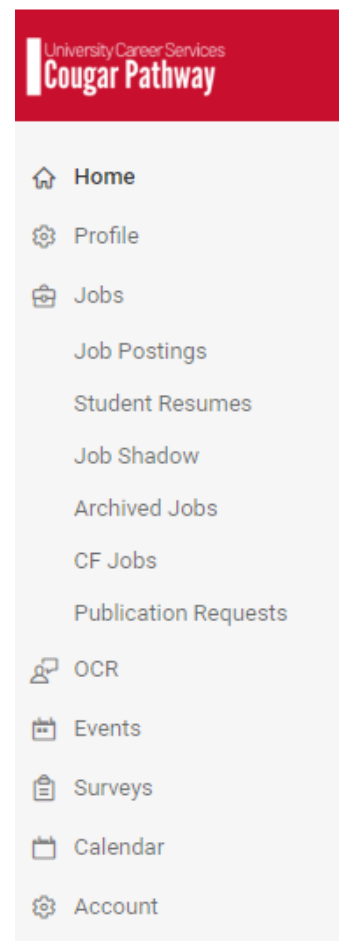 University Career Services
Cougar Pathway
Home
Profile
Jobs
Job Postings
Student Resumes
Job Shadow
Archived Jobs
CF Jobs
Publication Requests
OCR
Events
Surveys
Calendar
Account